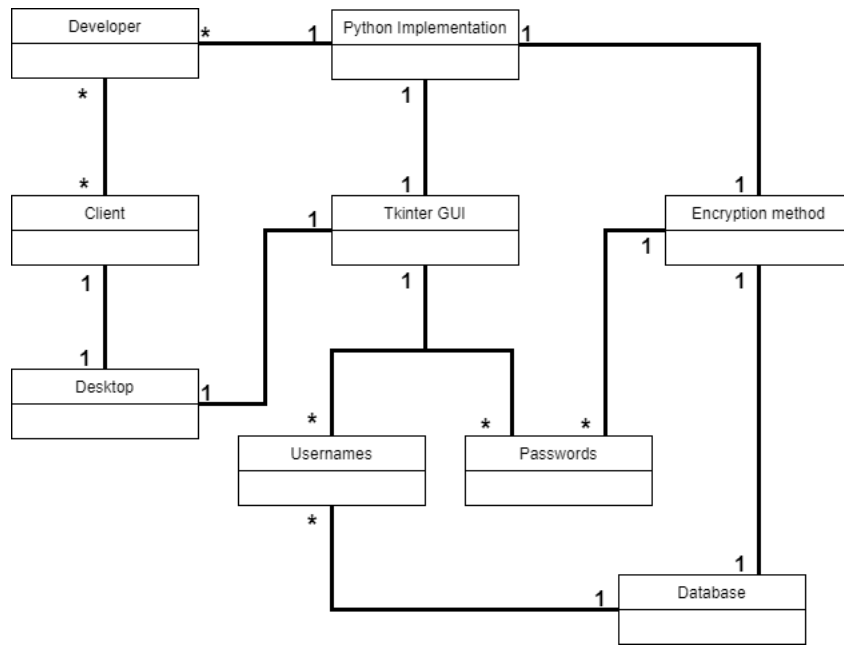 Developer
* 1
Python Implementation
1
* 1
* 1 1
Client
1 Tkinter GUI
Encryption method
1 1 1 1
1
Desktop
1
* * *
Usernames
Passwords
*
1
1
Database